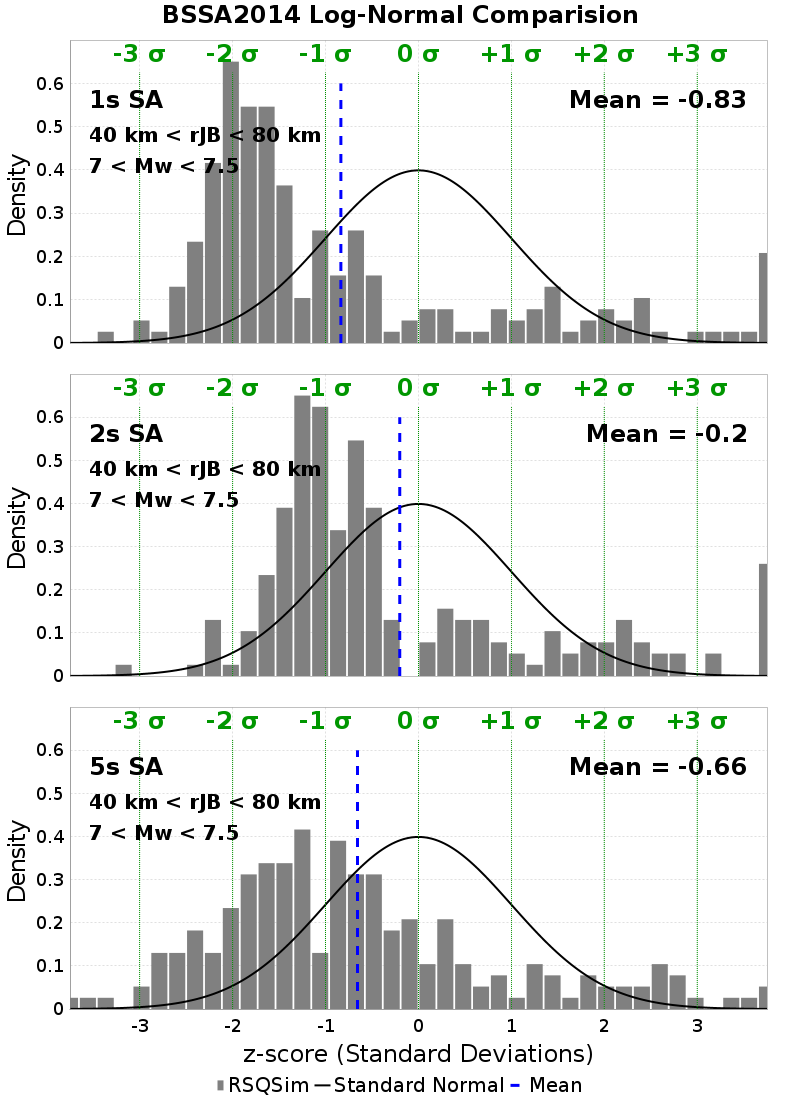 BSSA2014 Log-Normal Comparision
-3 σ -2 σ -1 σ 0 σ +1 σ +2 σ +3 σ
1s SA
Mean = -0.83
40 km < rJB < 80 km
7 < Mw < 7.5
Density
0.6
0.5
0.4
0.3
0.2
0.1
0
-3 σ -2 σ -1 σ 0 σ +1 σ +2 σ +3 σ
2s SA
Mean = -0.2
40 km < rJB < 80 km
7 < Mw < 7.5
Density
0.6
0.5
0.4
0.3
0.2
0.1
0
-3 σ -2 σ -1 σ 0 σ +1 σ +2 σ +3 σ
5s SA
Mean = -0.66
40 km < rJB < 80 km
7 < Mw < 7.5
Density
0.6
0.5
0.4
0.3
0.2
0.1
0
-3 -2 -1 0 1 2 3
z-score (Standard Deviations)
RSQSim Standard Normal Mean